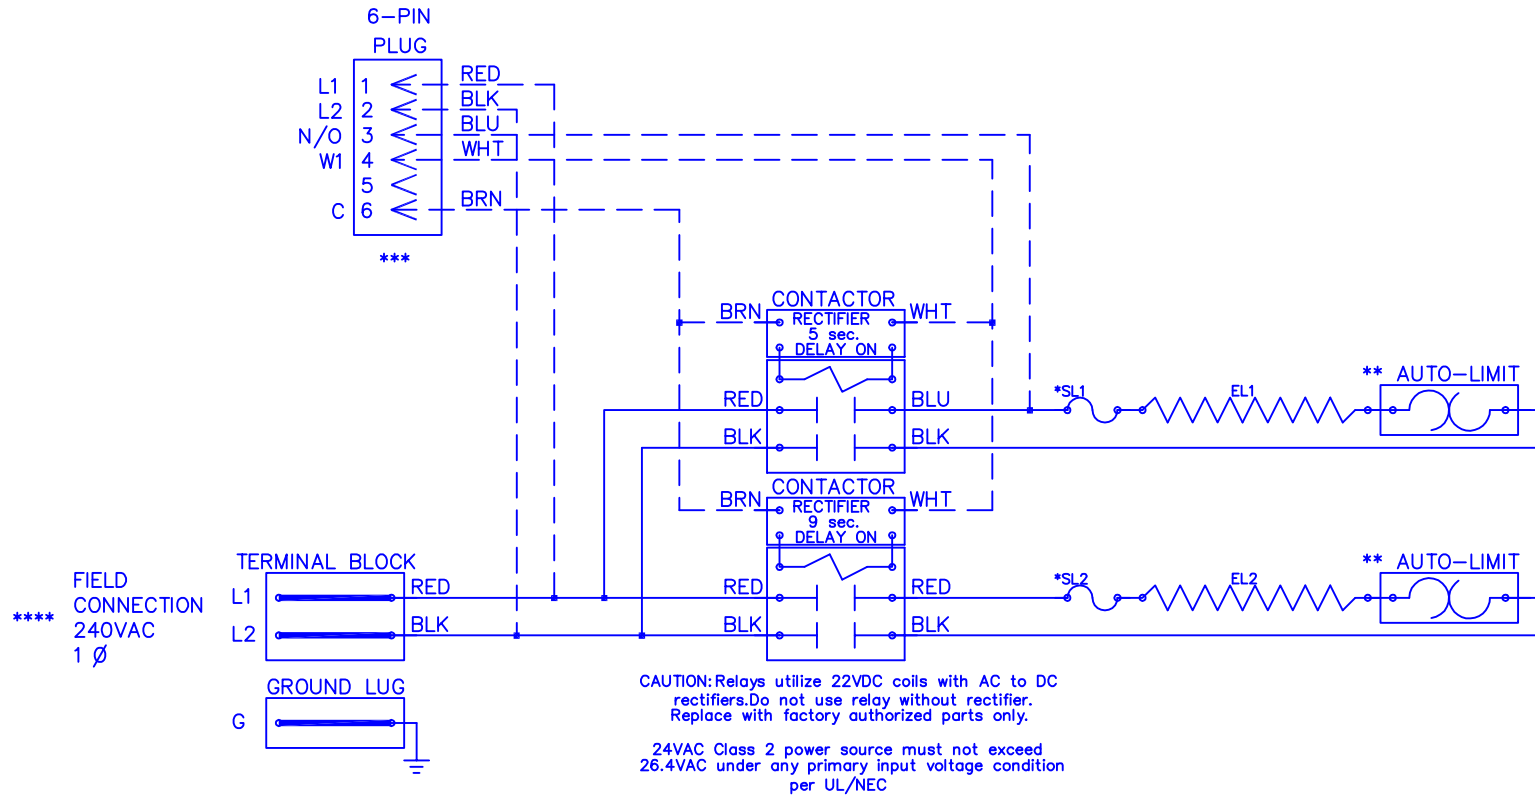 6-PIN
PLUG
L1 1 RED
L2 2 BLK
N/O 3 BLU
W1 4 WHT
5
C 6 BRN
***
CONTACTOR
BRN RECTIFIER WHT
5 sec.
DELAY ON
** AUTO-LIMIT
RED BLU *SL1 EL1
BLK BLK
CONTACTOR
BRN RECTIFIER WHT
9 sec.
DELAY ON
TERMINAL BLOCK
** AUTO-LIMIT
L1 RED RED RED *SL2 EL2
L2 BLK BLK BLK
FIELD
CONNECTION
**** 240VAC
1 Ø
GROUND LUG
G
CAUTION:Relays utilize 22VDC coils with AC to DC
rectifiers.Do not use relay without rectifier.
Replace with factory authorized parts only.
24VAC Class 2 power source must not exceed
26.4VAC under any primary input voltage condition
per UL/NEC